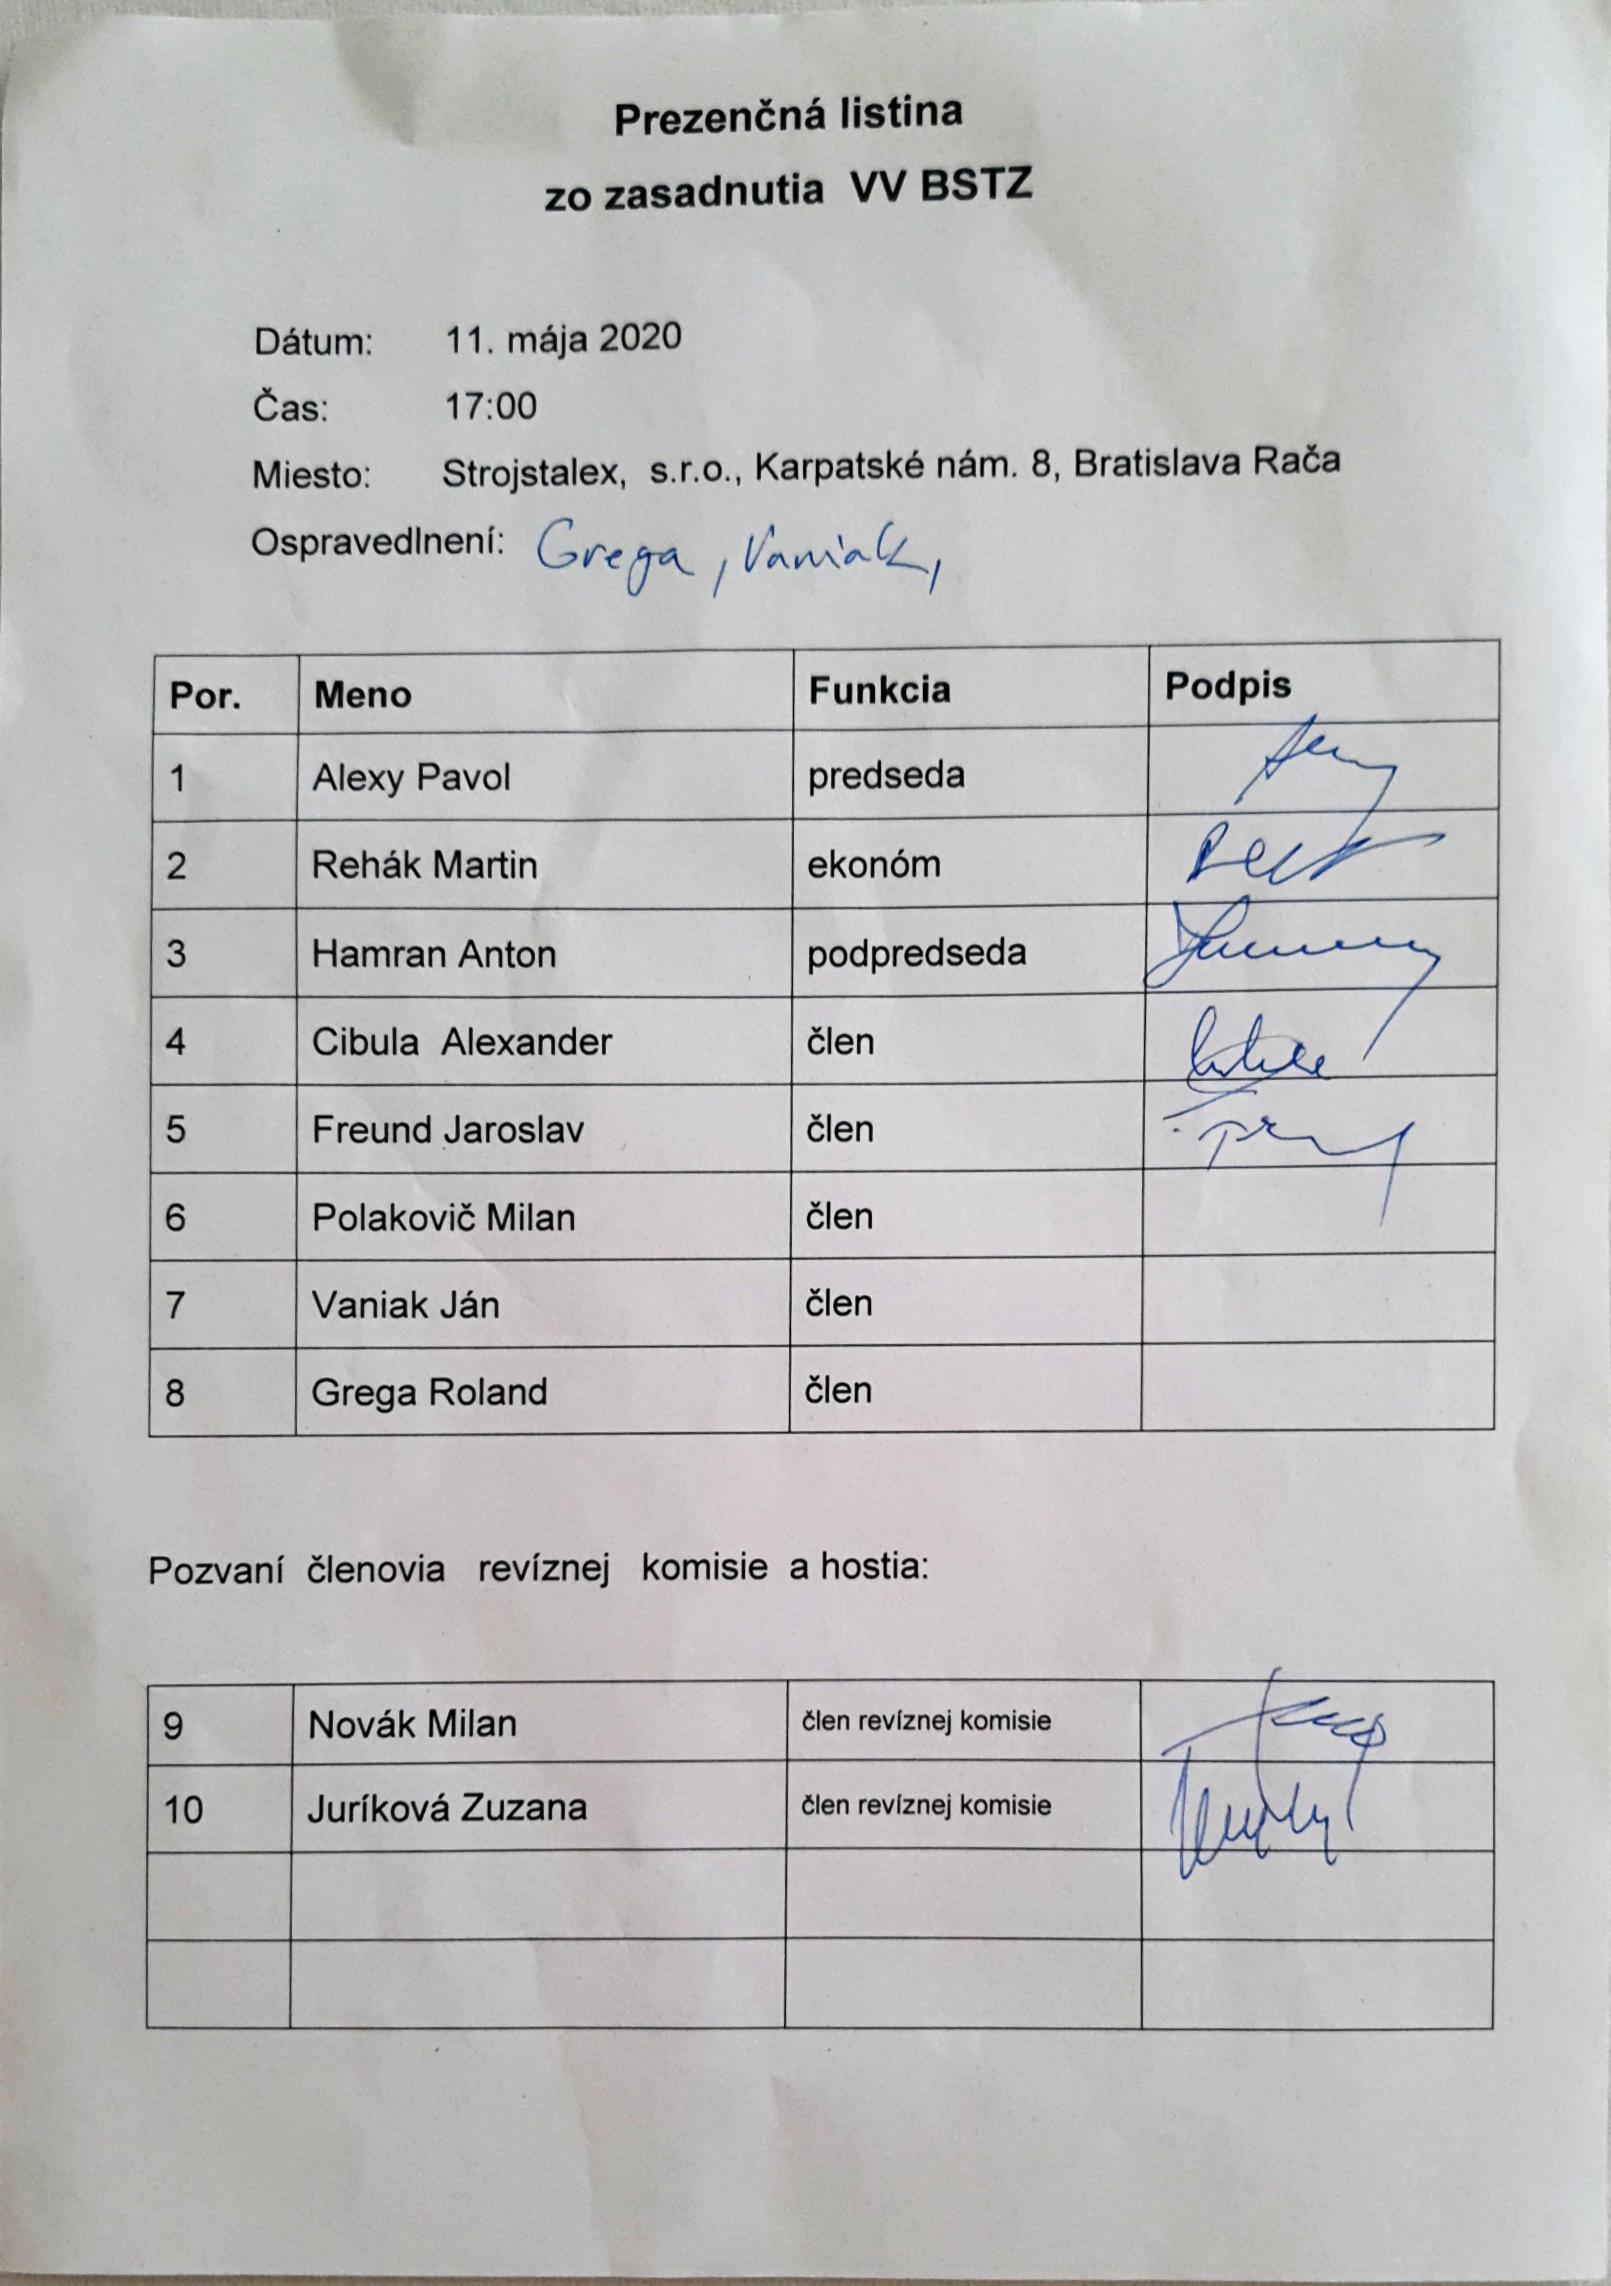 Prezenčná listina
zo zasadnutia VV BSTZ
Dátum: 11. mája 2020
Čas: 17:00
Miesto: Strojstalex, s.r.o., Karpatské nám. 8, Bratislava Rača
Ospravedlnení: Grega, Vaniak,
Por. Meno Funkcia Podpis
1 Alexy Pavol predseda
2 Rehák Martin ekonóm
3 Hamran Anton podpredseda
4 Cibula Alexander člen
5 Freund Jaroslav člen
6 Polakovič Milan člen
7 Vaniak Ján člen
8 Grega Roland člen
Pozvaní členovia revíznej komisie a hostia:
9 Novák Milan člen revíznej komisie
10 Juríková Zuzana člen revíznej komisie